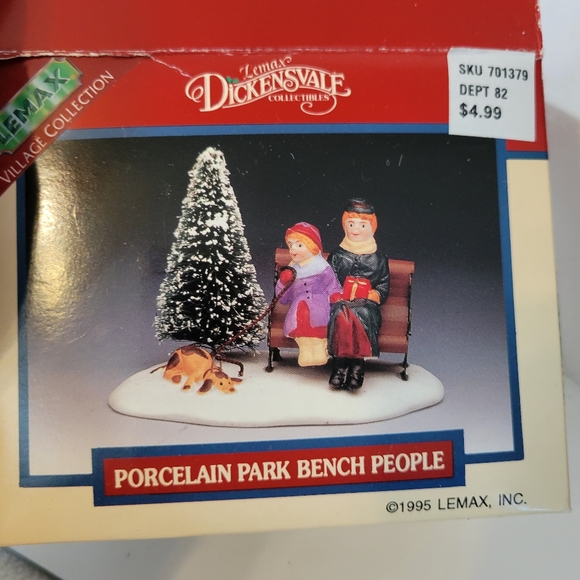 LEMAX
VILLAGE COLLECTION
Lemax
DICKENSVALE
COLLECTIBLES
SKU 701379
DEPT 82
$4.99
PORCELAIN PARK BENCH PEOPLE
©1995 LEMAX, INC.